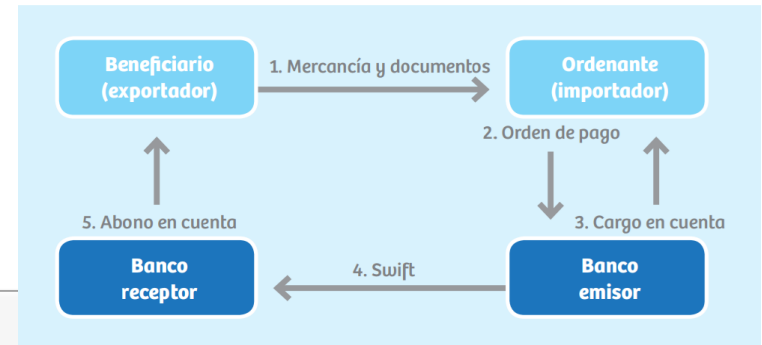 Beneficiario
(exportador)
1. Mercancía y documentos
Ordenante
(importador)
2. Orden de pago
5. Abono en cuenta
3. Cargo en cuenta
Banco
receptor
4. Swift
Banco
emisor